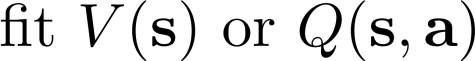 fit V(s) or Q(s, a)